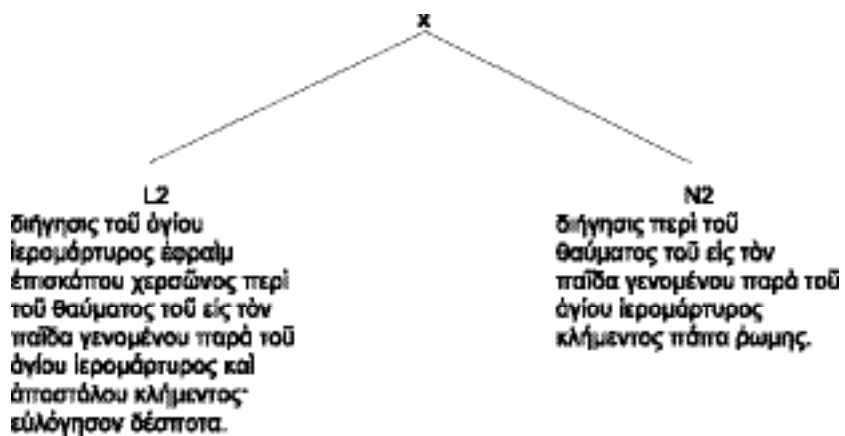 x
L2
διήγησις τοῦ ἁγίου
ἱερομάρτυρος ἐφραὶμ
ἐπισκόπου χερσῶνος περὶ
τοῦ θαύματος τοῦ εἰς τὸν
παῖδα γενομένου παρὰ τοῦ
ἁγίου ἱερομάρτυρος καὶ
ἀποστόλου κλήμεντος·
εὐλόγησον δέσποτα.
N2
διήγησις περὶ τοῦ
θαύματος τοῦ εἰς τὸν
παῖδα γενομένου παρὰ τοῦ
ἁγίου ἱερομάρτυρος
κλήμεντος πάπα ῥωμης.